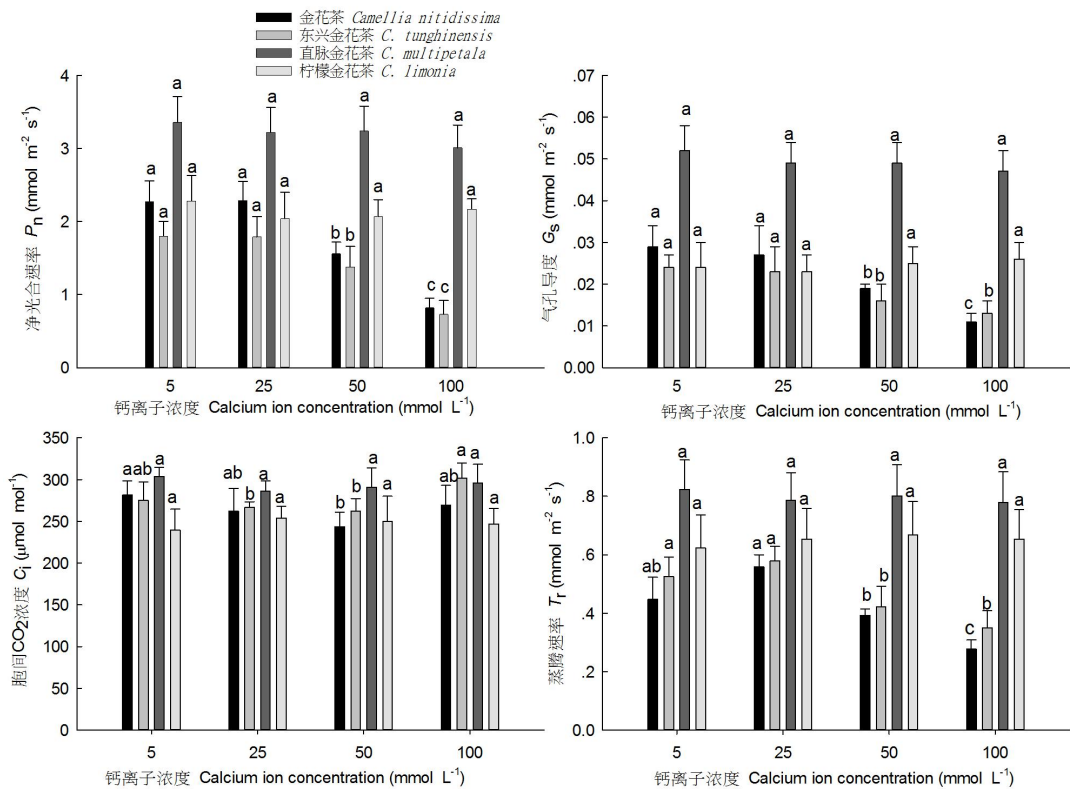 金花茶 Camellia nitidissima
东兴金花茶 C. tunghinensis
直脉金花茶 C. multipetala
柠檬金花茶 C. limonia
净光合速率 Pn (mmol m-2 s-1)
4
3
2
1
0
a a a a
a a a a
b b a a
c c a a
5 25 50 100
钙离子浓度 Calcium ion concentration (mmol L-1)
气孔导度 Gs (mmol m-2 s-1)
.07
.06
.05
.04
.03
.02
.01
0.00
a a a a
a a a a
b b a a
c b a a
5 25 50 100
钙离子浓度 Calcium ion concentration (mmol L-1)
胞间CO2浓度 Ci (μmol mol-1)
350
300
250
200
150
100
50
0
a ab a a
ab b a a
b b a a
ab a a a
5 25 50 100
钙离子浓度 Calcium ion concentration (mmol L-1)
蒸腾速率 Tr (mmol m-2 s-1)
1.0
.8
.6
.4
.2
0.0
ab a a a
a a a a
b b a a
c b a a
5 25 50 100
钙离子浓度 Calcium ion concentration (mmol L-1)